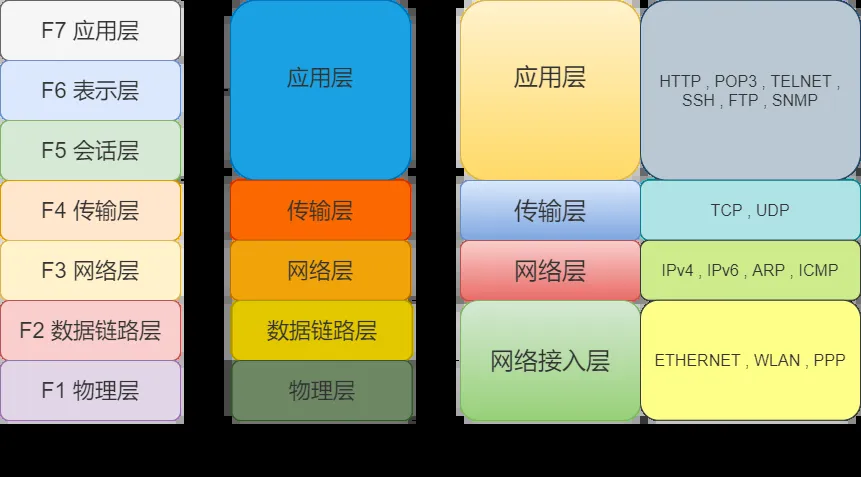 F7 应用层
F6 表示层
F5 会话层
F4 传输层
F3 网络层
F2 数据链路层
F1 物理层
应用层
传输层
网络层
数据链路层
物理层
应用层
传输层
网络层
网络接入层
HTTP , POP3 , TELNET ,
SSH , FTP , SNMP
TCP , UDP
IPv4 , IPv6 , ARP , ICMP
ETHERNET , WLAN , PPP